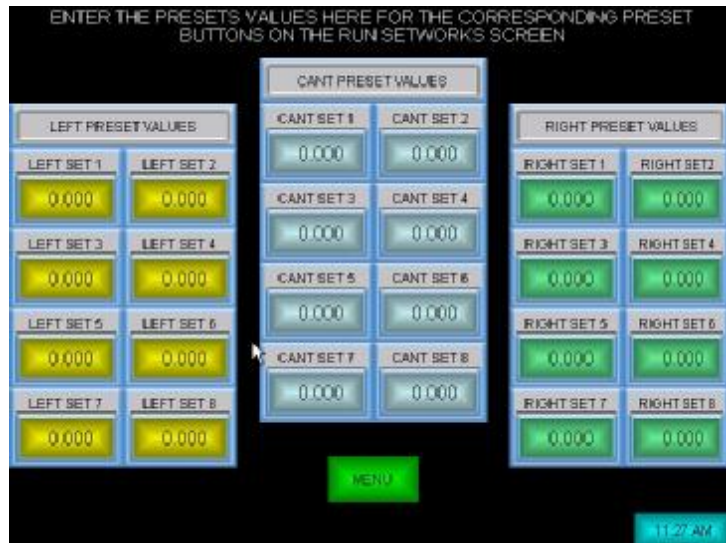 ENTER THE PRESETS VALUES HERE FOR THE CORRESPONDING PRESET
BUTTONS ON THE RUN SETWORKS SCREEN
CANT PRESET VALUES
CANT SET 1 CANT SET 2
0.000 0.000
CANT SET 3 CANT SET 4
0.000 0.000
CANT SET 5 CANT SET 6
0.000 0.000
CANT SET 7 CANT SET 8
0.000 0.000
LEFT PRESET VALUES
LEFT SET 1 LEFT SET 2
0.000 0.000
LEFT SET 3 LEFT SET 4
0.000 0.000
LEFT SET 5 LEFT SET 6
0.000 0.000
LEFT SET 7 LEFT SET 8
0.000 0.000
RIGHT PRESET VALUES
RIGHT SET 1 RIGHT SET2
0.000 0.000
RIGHT SET 3 RIGHT SET 4
0.000 0.000
RIGHT SET 5 RIGHT SET 6
0.000 0.000
RIGHT SET 7 RIGHT SET 8
0.000 0.000
MENU
11:27 AM